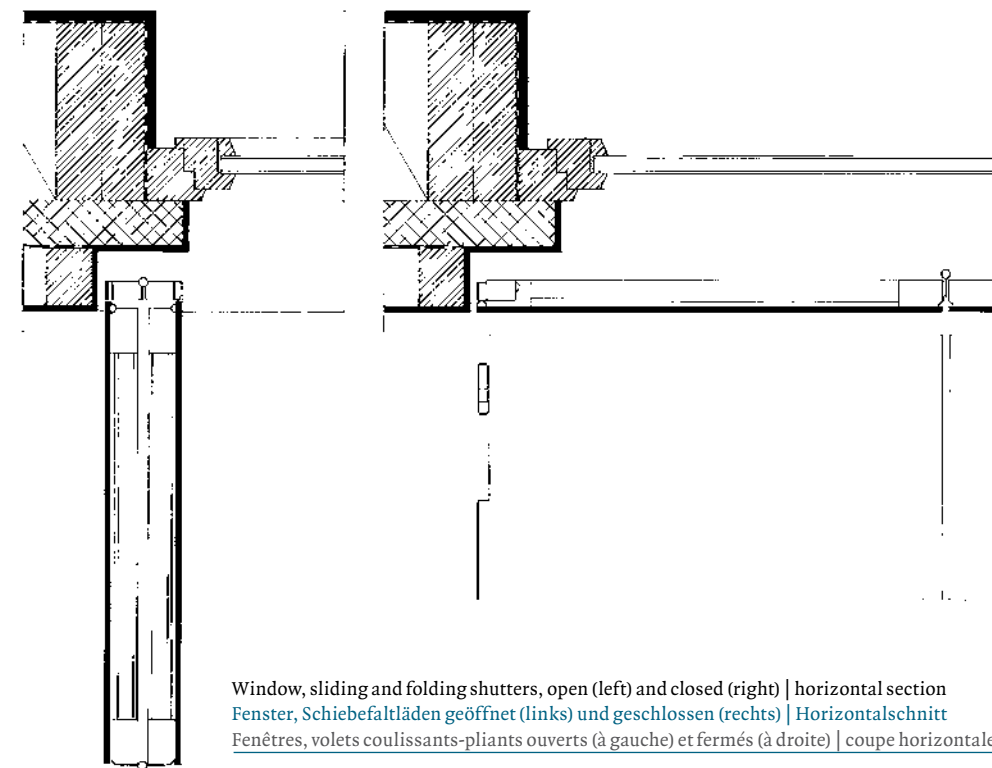 Window, sliding and folding shutters, open (left) and closed (right) | horizontal section
Fenster, Schiebefaltläden geöffnet (links) und geschlossen (rechts) | Horizontalschnitt
Fenêtres, volets coulissants-pliants ouverts (à gauche) et fermés (à droite) | coupe horizontale